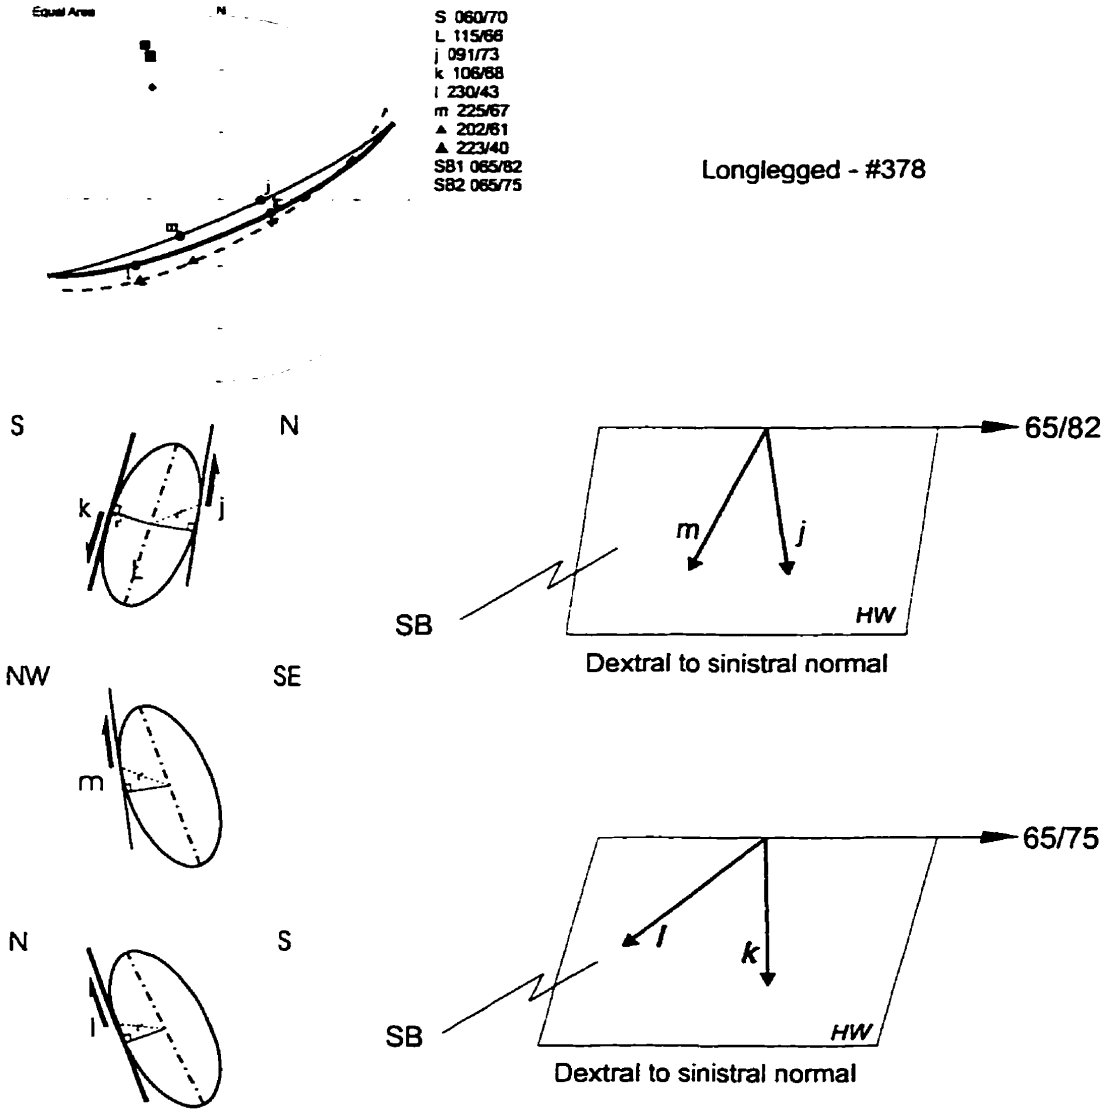 Equal Area
N
S 060/70
L 115/66
j 091/73
k 106/68
l 230/43
m 225/67
▲ 202/61
▲ 223/40
SB1 065/82
SB2 065/75
Longlegged - #378
j
L
m
l
S N
k r r j
L
65/82
m j
SB
HW
Dextral to sinistral normal
NW SE
m r
65/75
l k
SB
HW
Dextral to sinistral normal
N S
l r